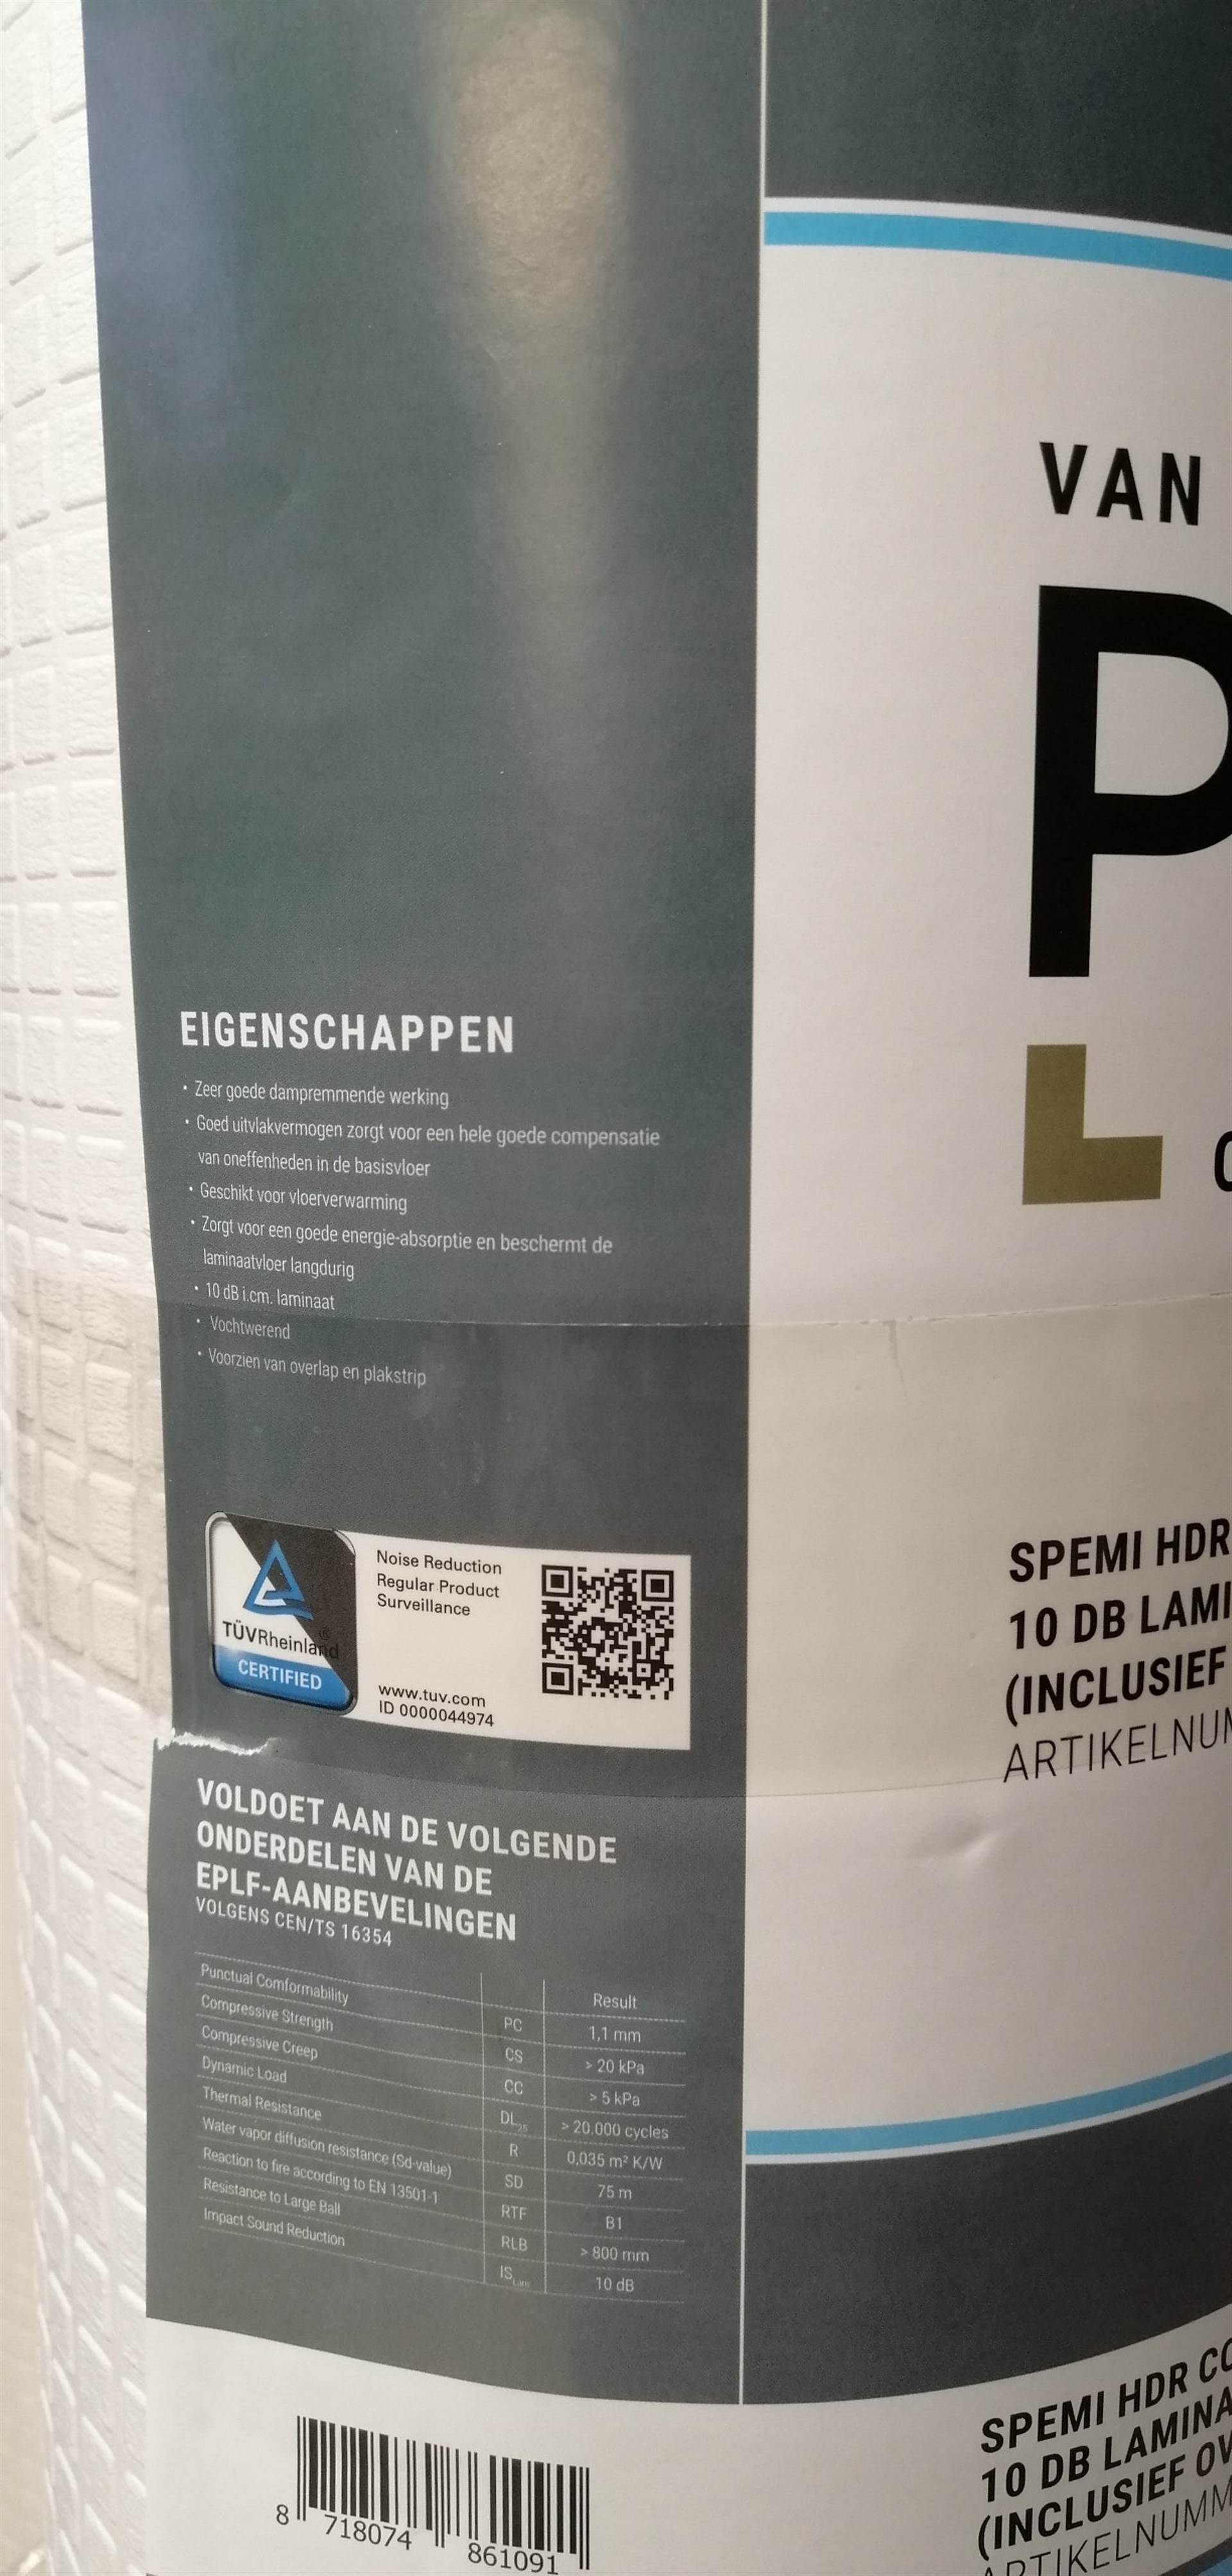 EIGENSCHAPPEN
• Zeer goede dampremmende werking
• Goed uitvlakvermogen zorgt voor een hele goede compensatie
van oneffenheden in de basisvloer
• Geschikt voor vloerverwarming
• Zorgt voor een goede energie-absorptie en beschermt de
laminaatvloer langdurig
• 10 dB i.c.m. laminaat
• Vochtwerend
• Voorzien van overlap en plakstrip
TÜVRheinland
CERTIFIED
Noise Reduction
Regular Product
Surveillance
www.tuv.com
ID 0000044974
VOLDOET AAN DE VOLGENDE
ONDERDELEN VAN DE
EPLF-AANBEVELINGEN
VOLGENS CEN/TS 16354
Result
Punctual Comformability PC 1,1 mm
Compressive Strength CS > 20 kPa
Compressive Creep CC > 5 kPa
Dynamic Load DL25 > 20.000 cycles
Thermal Resistance R 0,035 m² K/W
Water vapor diffusion resistance (Sd-value) SD 75 m
Reaction to fire according to EN 13501-1 RTF B1
Resistance to Large Ball RLB > 800 mm
Impact Sound Reduction ISLam 10 dB
8 718074 861091
VAN
P
SPEMI HDR
10 DB LAMI
(INCLUSIEF
ARTIKELNUM
SPEMI HDR CO
10 DB LAMINA
(INCLUSIEF OV
ARTIKELNUMM